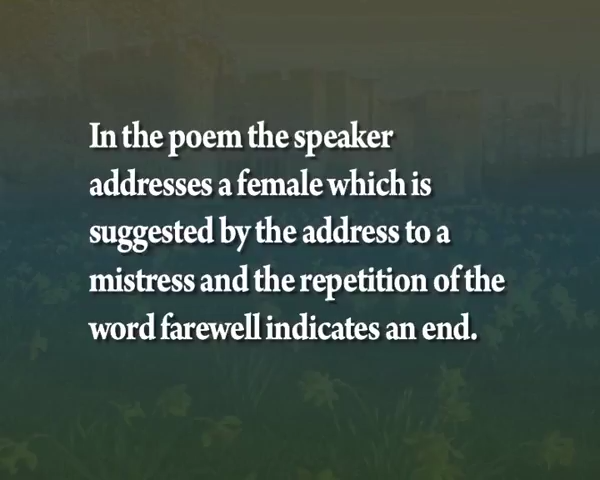 In the poem the speaker
addresses a female which is
suggested by the address to a
mistress and the repetition of the
word farewell indicates an end.